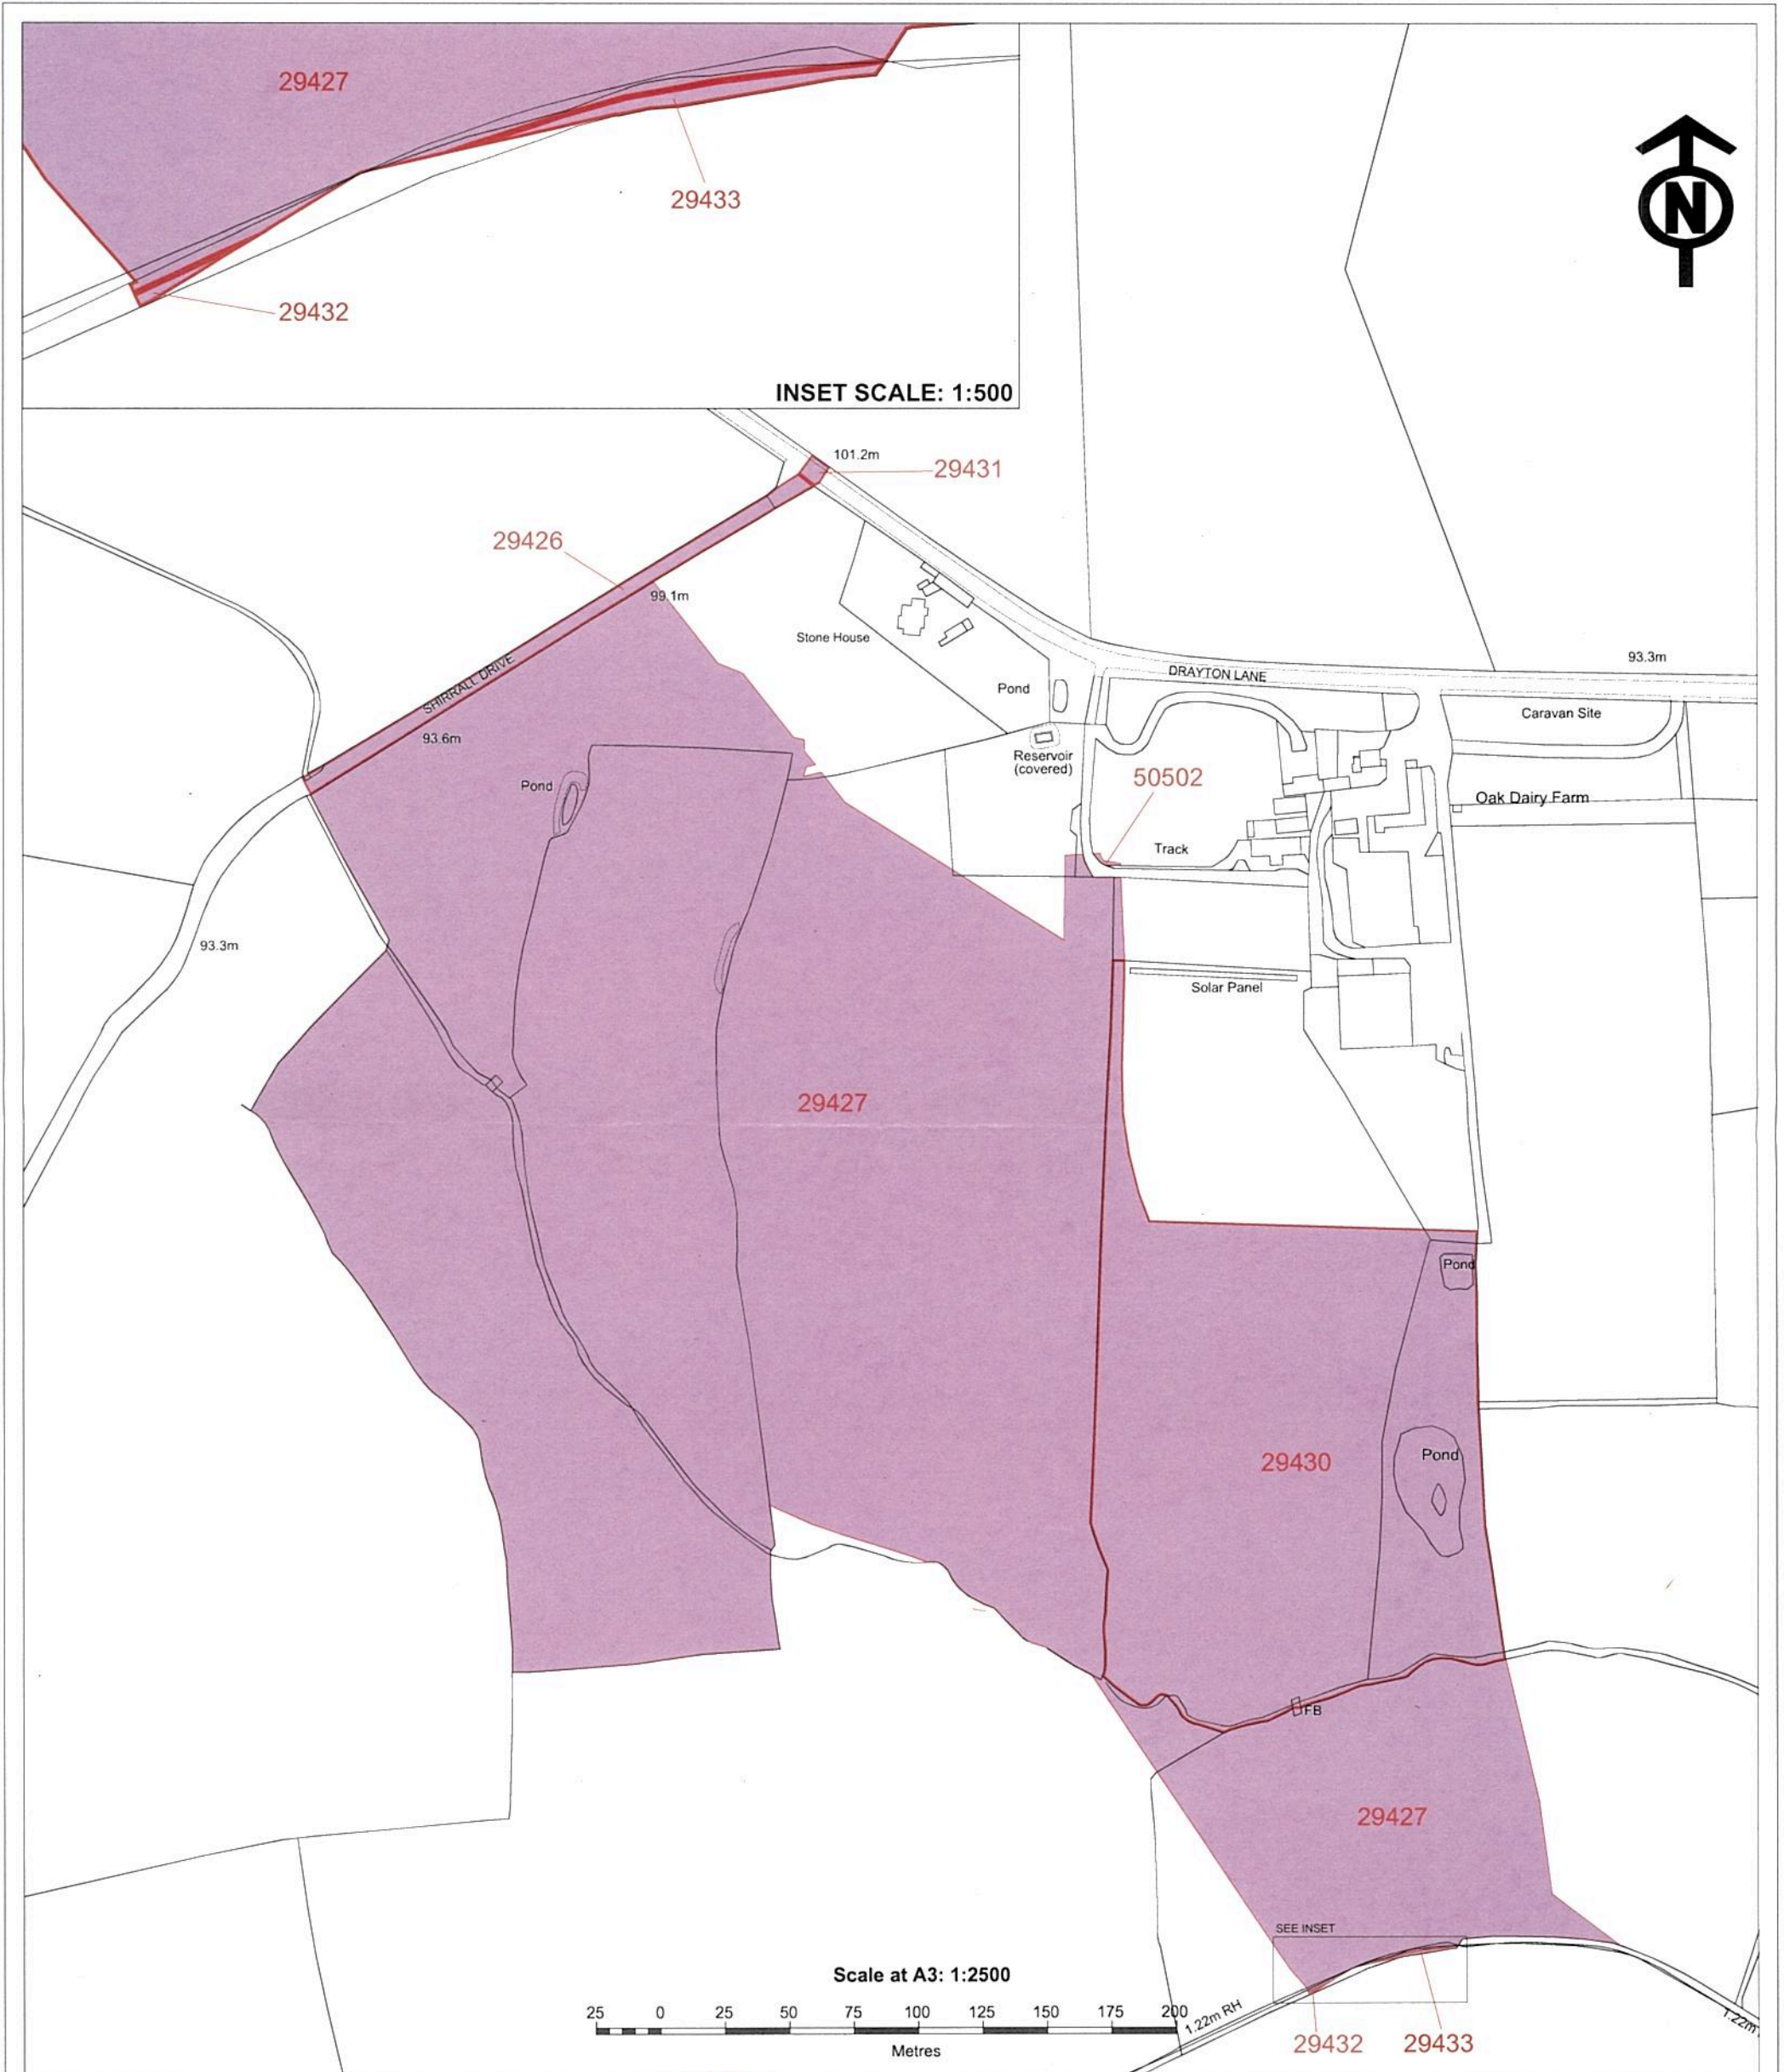 29427
29433
29432
N
INSET SCALE: 1:500
101.2m
29431
29426
99.1m
Stone House
SHIRRALL DRIVE
93.6m
93.3m
DRAYTON LANE
Pond
Caravan Site
Reservoir
(covered)
50502
Pond
Oak Dairy Farm
Track
93.3m
Solar Panel
29427
Pond
29430
Pond
FB
29427
SEE INSET
Scale at A3: 1:2500
25 0 25 50 75 100 125 150 175 200
Metres
1.22m RH
1.22m
29432
29433